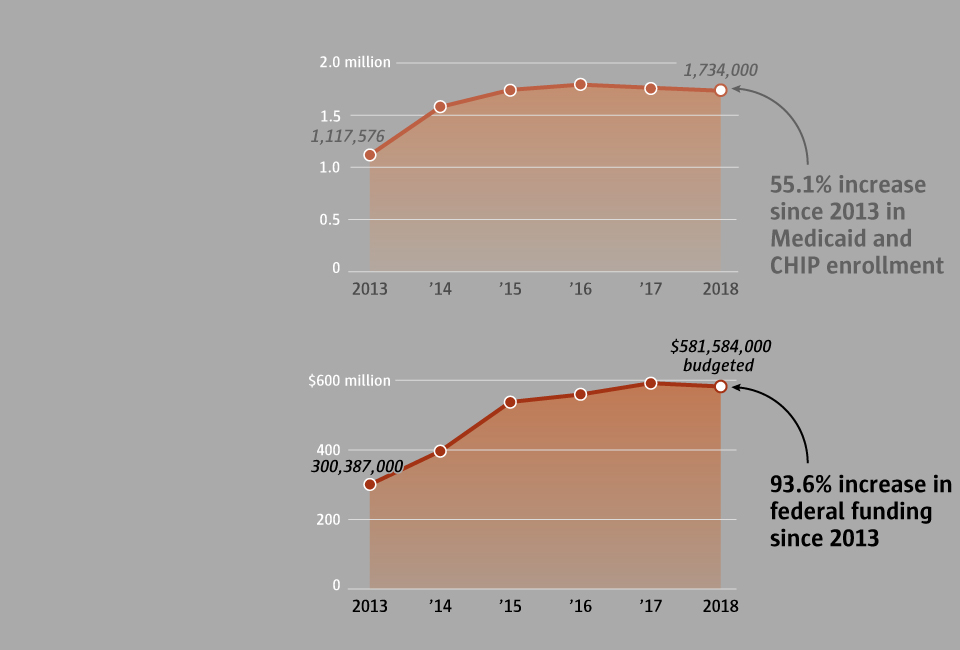 2.0 million
1,734,000
1.5
1,117,576
1.0
55.1% increase
since 2013 in
Medicaid and
CHIP enrollment
0.5
0
2013 ’14 ’15 ’16 ’17 2018
$581,584,000
budgeted
$600 million
400
300,387,000
93.6% increase in
federal funding
since 2013
200
0
2013 ’14 ’15 ’16 ’17 2018